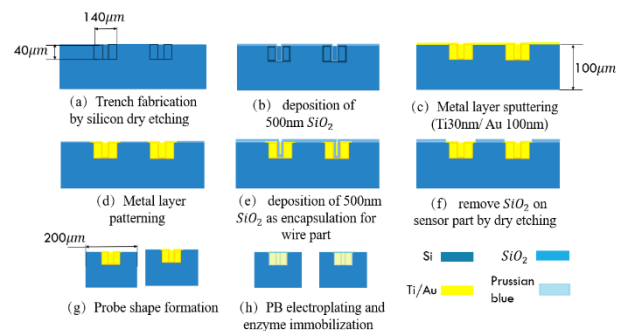 140μm
40μm
100μm
(a) Trench fabrication
by silicon dry etching
(b) deposition of
500nm SiO₂
(c) Metal layer sputtering
(Ti30nm/ Au 100nm)
(d) Metal layer
patterning
(e) deposition of 500nm
SiO₂ as encapsulation for
wire part
(f) remove SiO₂ on
sensor part by dry etching
200μm
(g) Probe shape formation
(h) PB electroplating and
enzyme immobilization
Si
SiO₂
Ti/Au
Prussian
blue